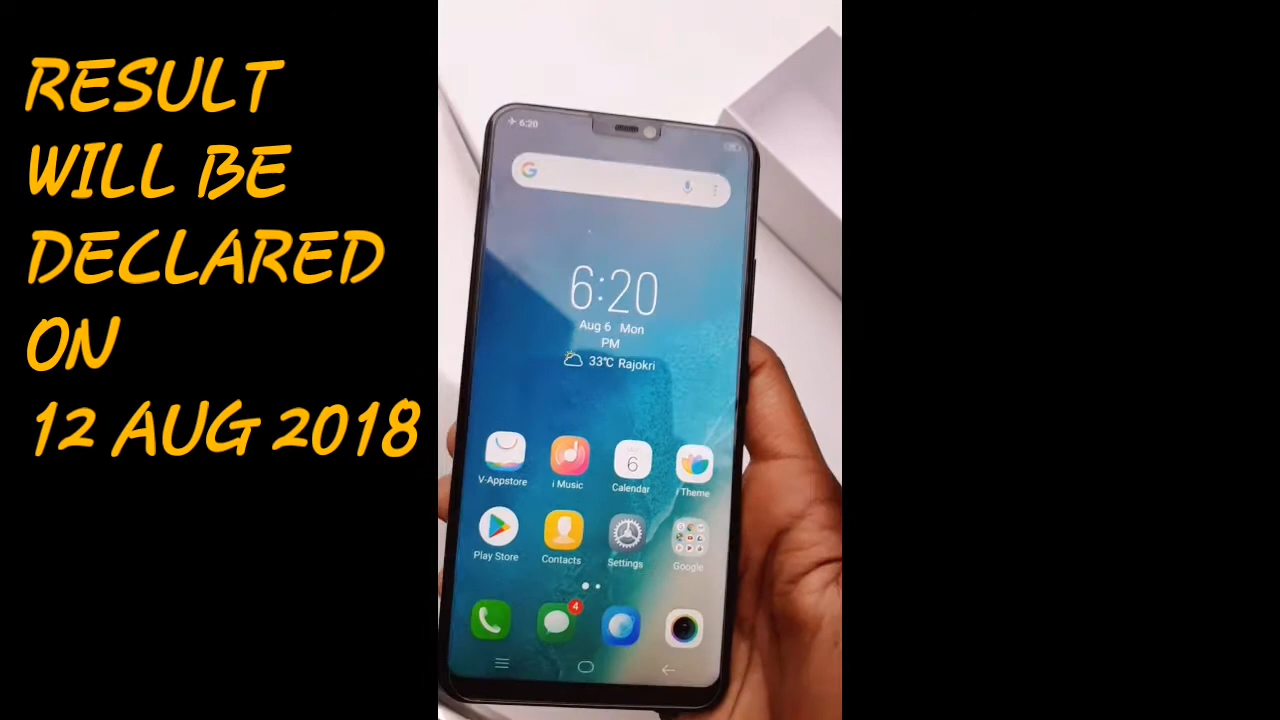 RESULT
WILL BE
DECLARED
ON
12 AUG 2018
6:20
G
6:20
Aug 6 Mon
PM
33℃ Rajokri
V-Appstore
i Music
6
Calendar
i Theme
Play Store
Contacts
Settings
Google
4